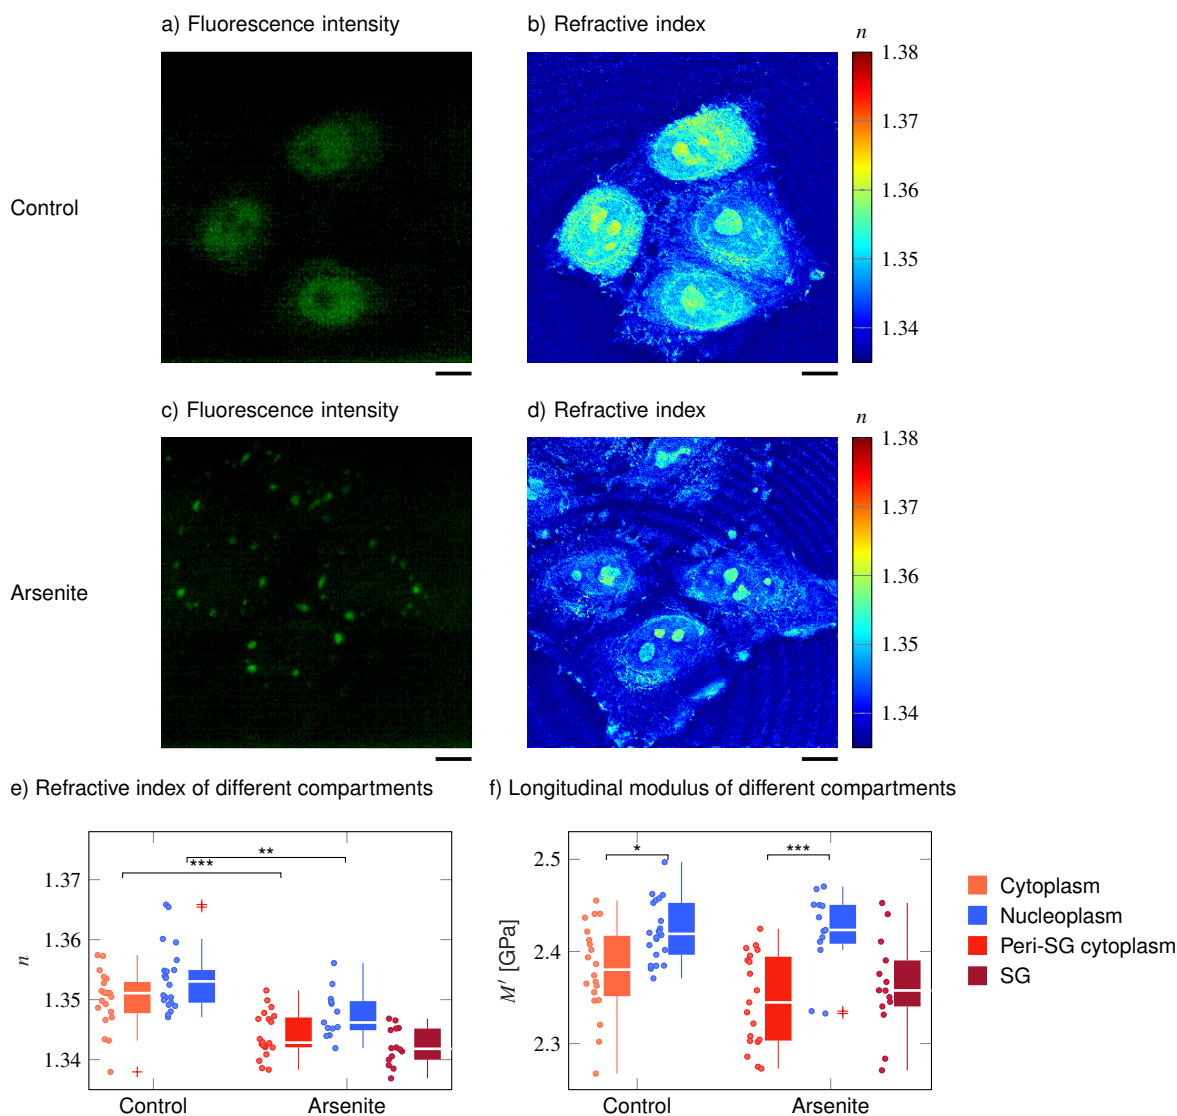 a) Fluorescence intensity
b) Refractive index
n
1.38
1.37
1.36
1.35
1.34
Control
c) Fluorescence intensity
d) Refractive index
n
1.38
1.37
1.36
1.35
1.34
Arsenite
e) Refractive index of different compartments
n
1.37
1.36
1.35
1.34
***
**
Control
Arsenite
f) Longitudinal modulus of different compartments
M′ [GPa]
2.5
2.4
2.3
*
***
Control
Arsenite
Cytoplasm
Nucleoplasm
Peri-SG cytoplasm
SG